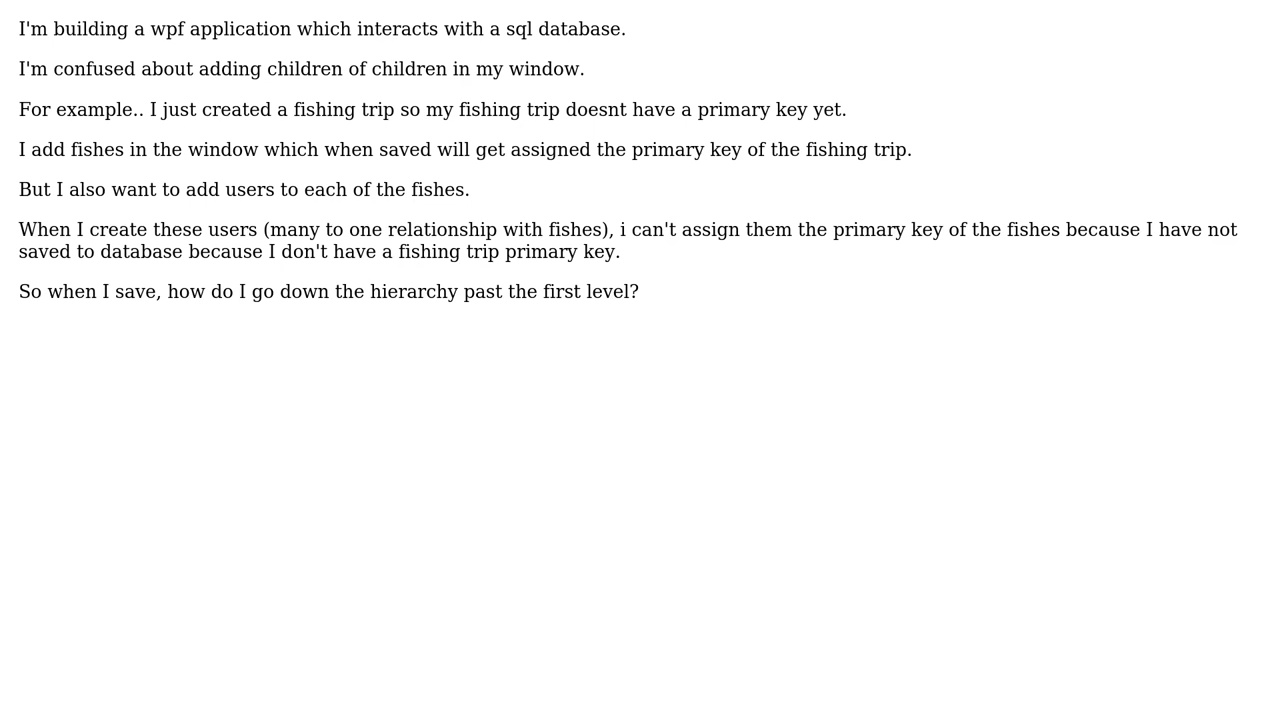 I'm building a wpf application which interacts with a sql database.
I'm confused about adding children of children in my window.
For example.. I just created a fishing trip so my fishing trip doesnt have a primary key yet.
I add fishes in the window which when saved will get assigned the primary key of the fishing trip.
But I also want to add users to each of the fishes.
When I create these users (many to one relationship with fishes), i can't assign them the primary key of the fishes because I have not
saved to database because I don't have a fishing trip primary key.
So when I save, how do I go down the hierarchy past the first level?